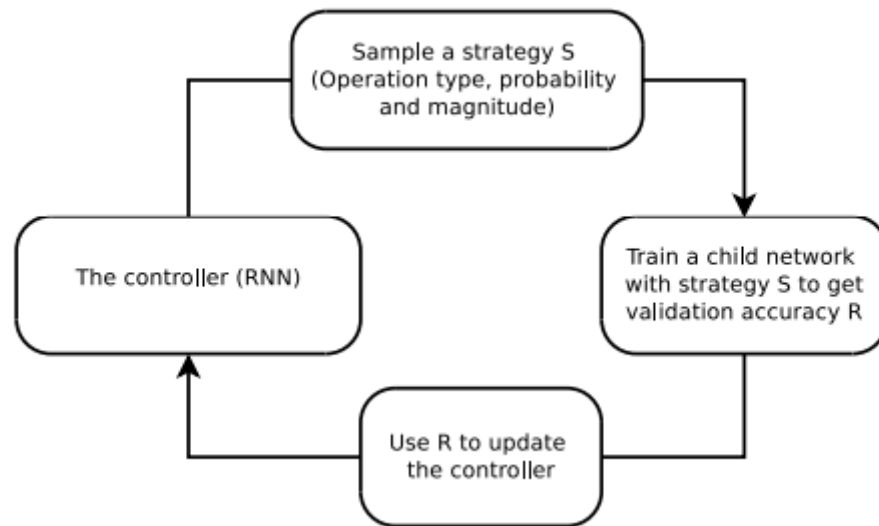 Sample a strategy S
(Operation type, probability
and magnitude)
The controller (RNN)
Train a child network
with strategy S to get
validation accuracy R
Use R to update
the controller